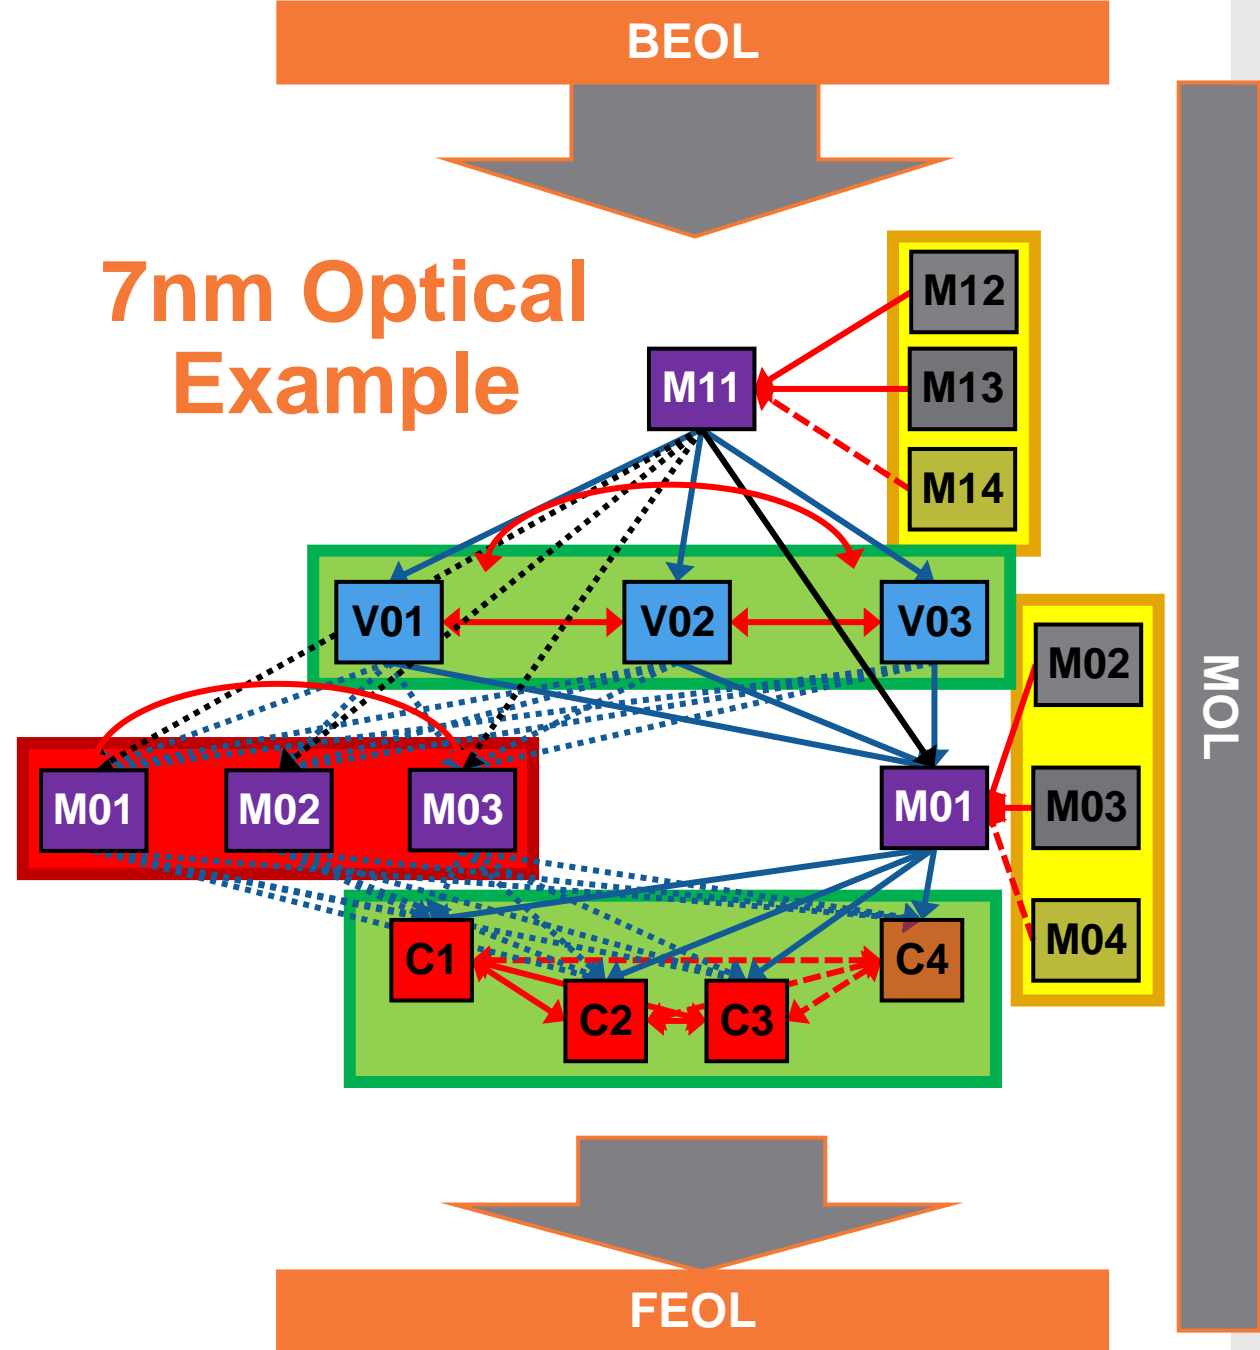 BEOL
7nm Optical
Example
M12
M11
M13
M14
V01 V02 V03
M02
MOL
M01 M02 M03 M01 M03
M04
C1 C4
C2 C3
FEOL